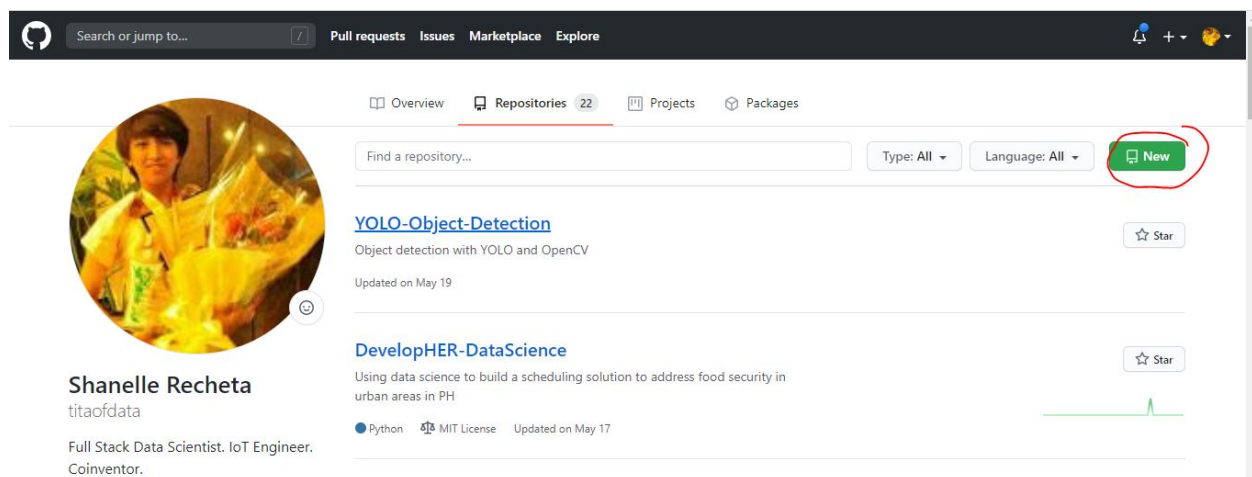 Search or jump to... /
Pull requests Issues Marketplace Explore
Overview Repositories 22 Projects Packages
Find a repository... Type: All Language: All New
YOLO-Object-Detection
Star
Object detection with YOLO and OpenCV
Updated on May 19
DevelopHER-DataScience
Star
Using data science to build a scheduling solution to address food security in
urban areas in PH
Python MIT License Updated on May 17
Shanelle Recheta
titaofdata
Full Stack Data Scientist. IoT Engineer.
Coinventor.